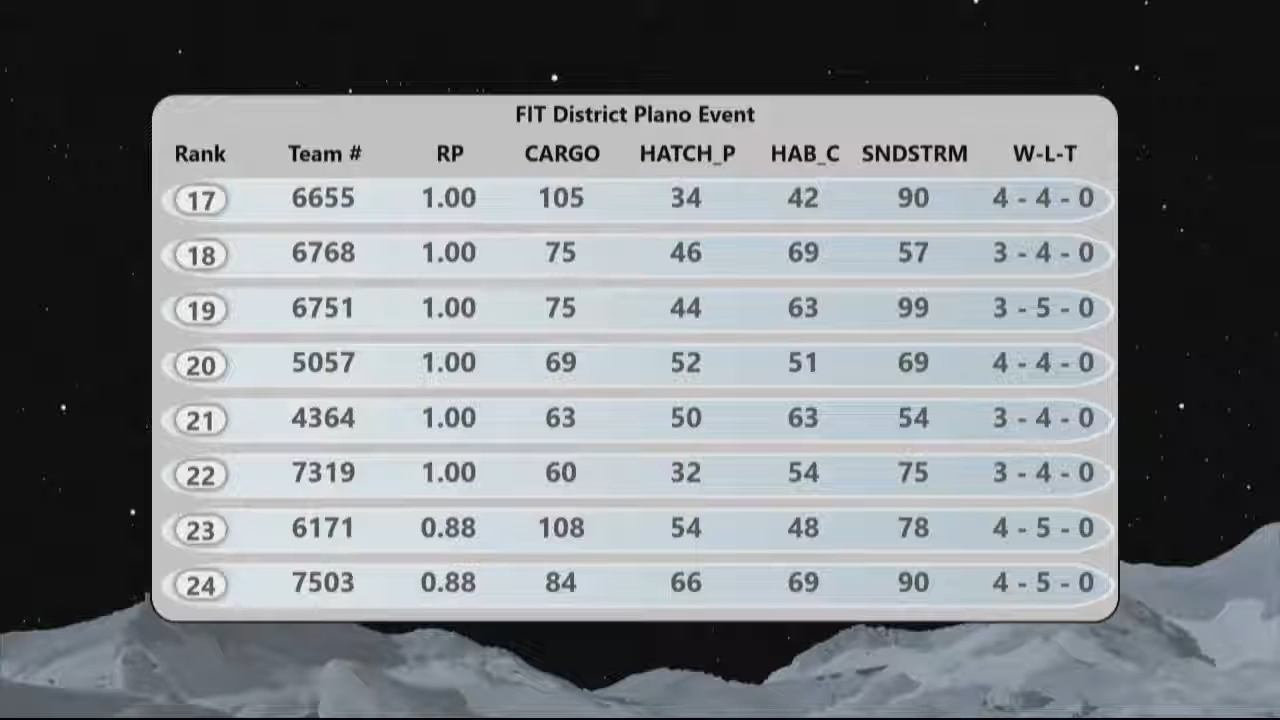 FIT District Plano Event
Rank Team # RP CARGO HATCH_P HAB_C SNDSTRM W-L-T
17 6655 1.00 105 34 42 90 4 - 4 - 0
18 6768 1.00 75 46 69 57 3 - 4 - 0
19 6751 1.00 75 44 63 99 3 - 5 - 0
20 5057 1.00 69 52 51 69 4 - 4 - 0
21 4364 1.00 63 50 63 54 3 - 4 - 0
22 7319 1.00 60 32 54 75 3 - 4 - 0
23 6171 0.88 108 54 48 78 4 - 5 - 0
24 7503 0.88 84 66 69 90 4 - 5 - 0